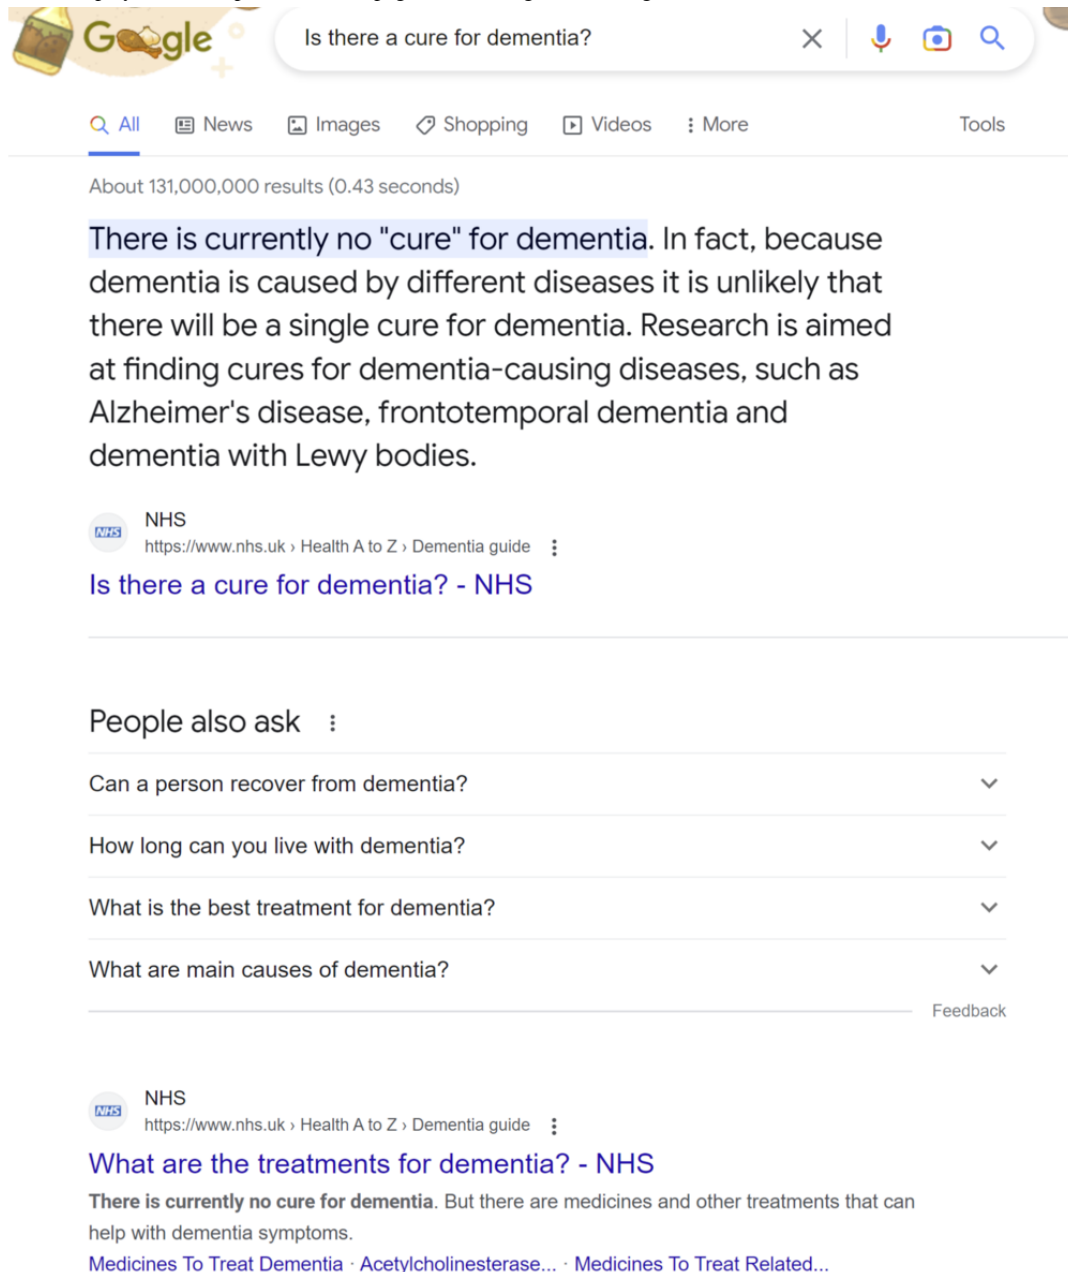 Google
Is there a cure for dementia?
All News Images Shopping Videos More Tools
About 131,000,000 results (0.43 seconds)
There is currently no "cure" for dementia. In fact, because
dementia is caused by different diseases it is unlikely that
there will be a single cure for dementia. Research is aimed
at finding cures for dementia-causing diseases, such as
Alzheimer's disease, frontotemporal dementia and
dementia with Lewy bodies.
NHS
NHS
https://www.nhs.uk › Health A to Z › Dementia guide
Is there a cure for dementia? - NHS
People also ask
Can a person recover from dementia?
How long can you live with dementia?
What is the best treatment for dementia?
What are main causes of dementia?
Feedback
NHS
NHS
https://www.nhs.uk › Health A to Z › Dementia guide
What are the treatments for dementia? - NHS
There is currently no cure for dementia. But there are medicines and other treatments that can
help with dementia symptoms.
Medicines To Treat Dementia · Acetylcholinesterase... · Medicines To Treat Related...